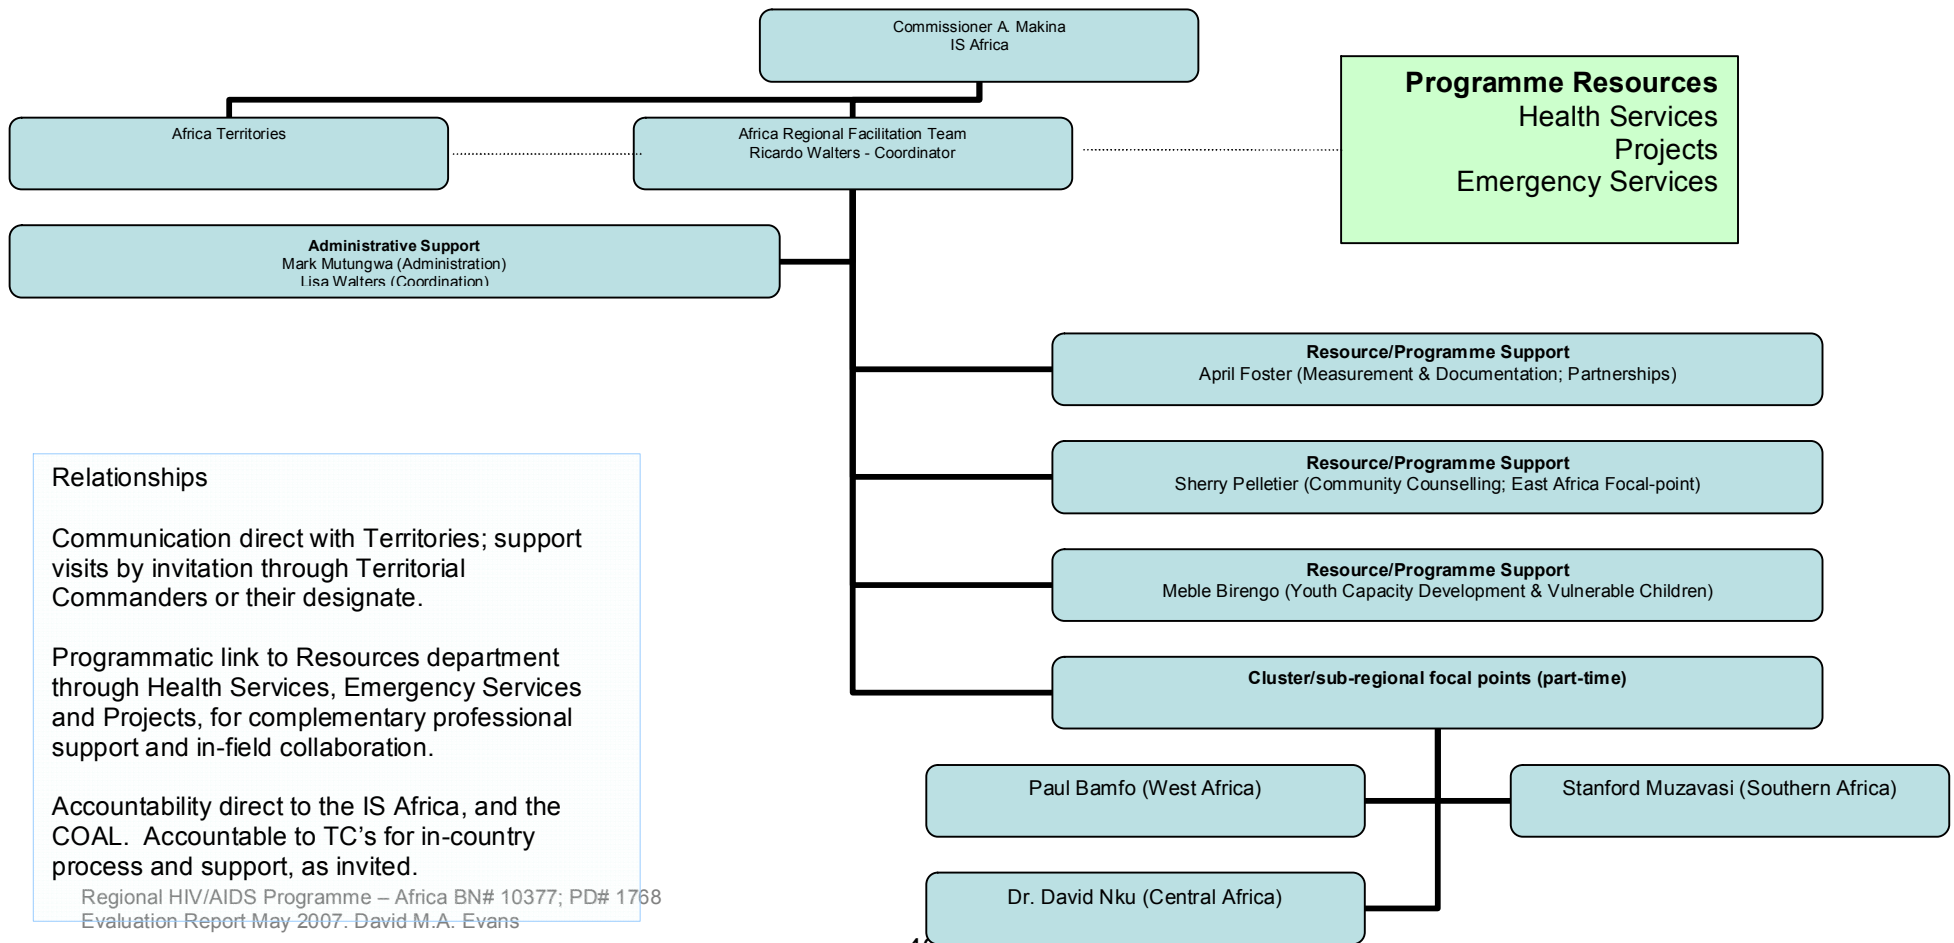 Commissioner A. Makina
IS Africa
Programme Resources
Health Services
Projects
Emergency Services
Africa Territories
Africa Regional Facilitation Team
Ricardo Walters - Coordinator
Administrative Support
Mark Mutungwa (Administration)
Lisa Walters (Coordination)
Resource/Programme Support
April Foster (Measurement & Documentation; Partnerships)
Resource/Programme Support
Sherry Pelletier (Community Counselling; East Africa Focal-point)
Resource/Programme Support
Meble Birengo (Youth Capacity Development & Vulnerable Children)
Cluster/sub-regional focal points (part-time)
Paul Bamfo (West Africa)
Stanford Muzavasi (Southern Africa)
Dr. David Nku (Central Africa)
Relationships
Communication direct with Territories; support
visits by invitation through Territorial
Commanders or their designate.
Programmatic link to Resources department
through Health Services, Emergency Services
and Projects, for complementary professional
support and in-field collaboration.
Accountability direct to the IS Africa, and the
COAL.  Accountable to TC’s for in-country
process and support, as invited.
Regional HIV/AIDS Programme – Africa BN# 10377; PD# 1768
Evaluation Report May 2007. David M.A. Evans